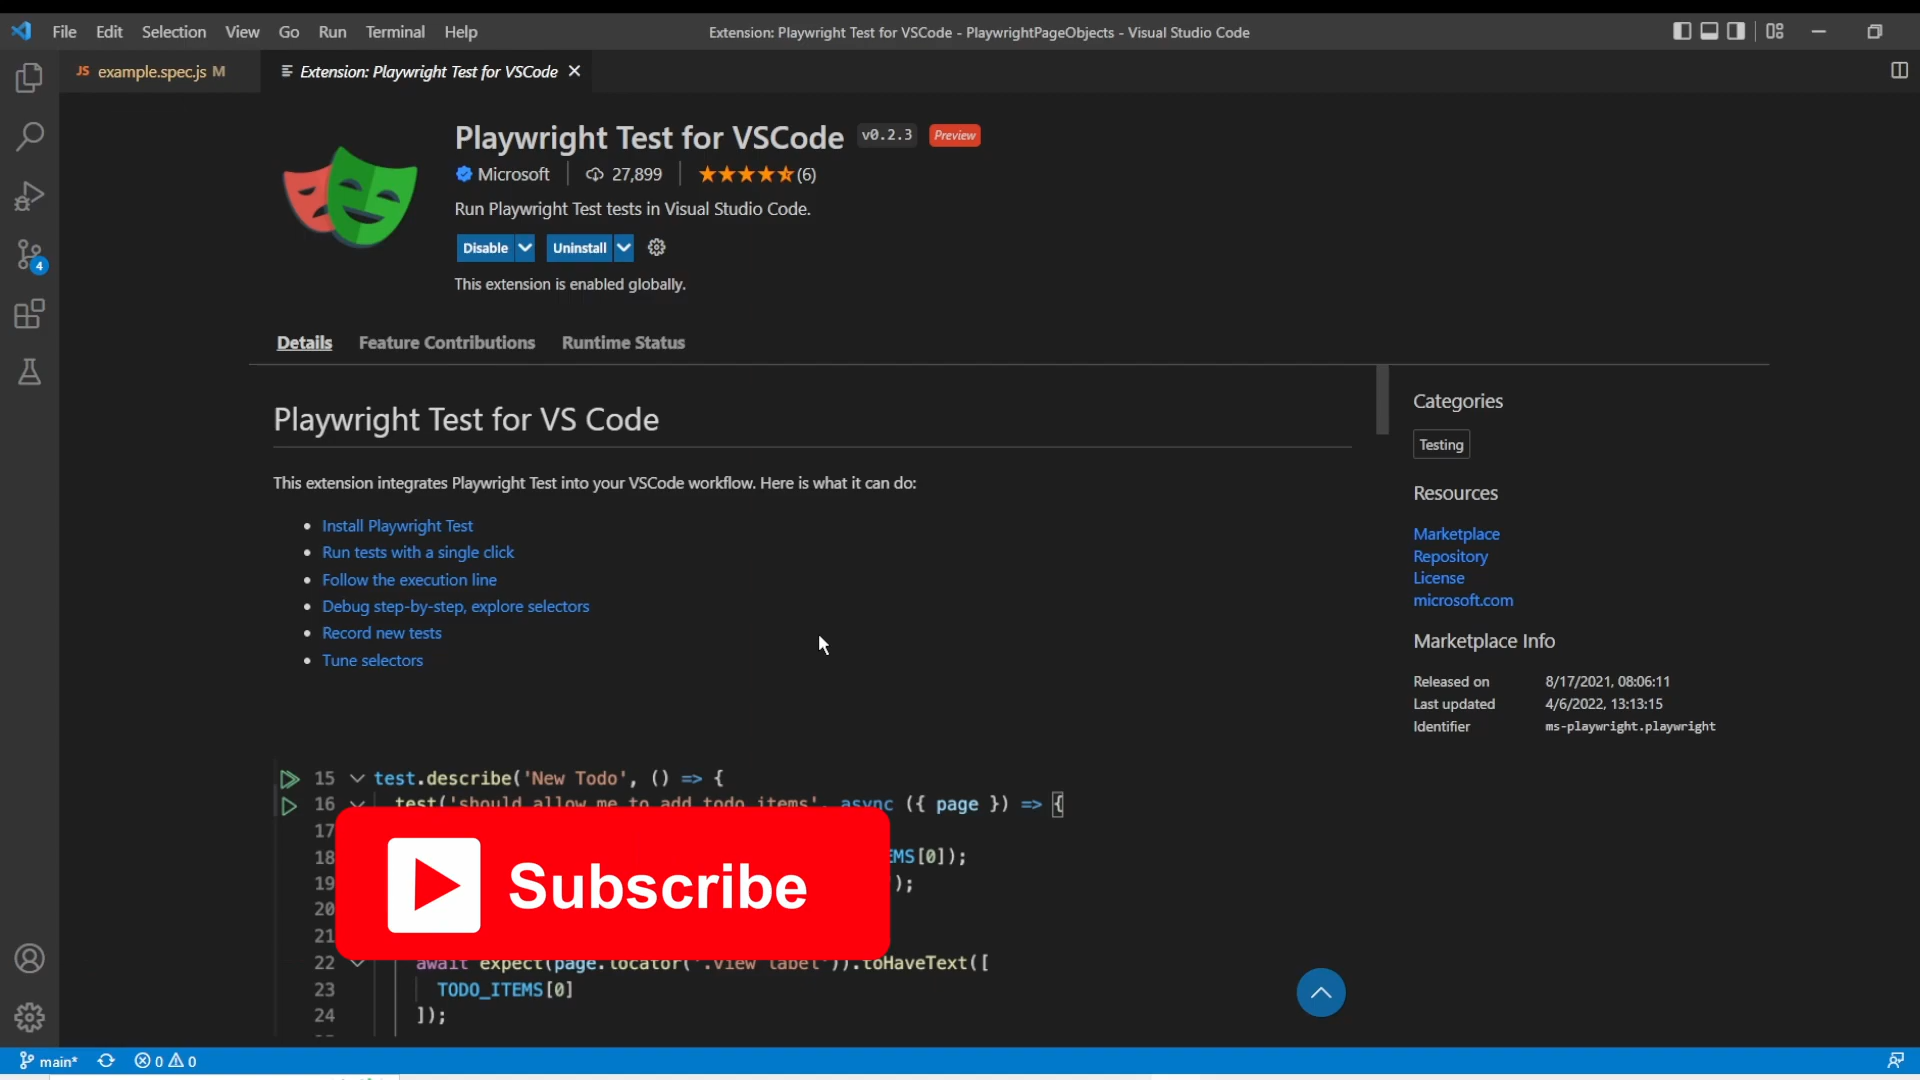 File Edit Selection View Go Run Terminal Help
Extension: Playwright Test for VSCode - PlaywrightPageObjects - Visual Studio Code
JS example.spec.js M
Extension: Playwright Test for VSCode
Playwright Test for VSCode v0.2.3 Preview
Microsoft 27,899 (6)
Run Playwright Test tests in Visual Studio Code.
Disable Uninstall
This extension is enabled globally.
4
Details Feature Contributions Runtime Status
Playwright Test for VS Code
This extension integrates Playwright Test into your VSCode workflow. Here is what it can do:
• Install Playwright Test
• Run tests with a single click
• Follow the execution line
• Debug step-by-step, explore selectors
• Record new tests
• Tune selectors
Categories
Testing
Resources
Marketplace
Repository
License
microsoft.com
Marketplace Info
Released on 8/17/2021, 08:06:11
Last updated 4/6/2022, 13:13:15
Identifier ms-playwright.playwright
15 test.describe('New Todo', () => {
16 test('should allow me to add todo items', async ({ page }) => {
17
18 EMS[0]);
19 ');
20
21
Subscribe
22 await expect(page.locator('.view label')).toHaveText([
23 TODO_ITEMS[0]
24 ]);
main* 0 0